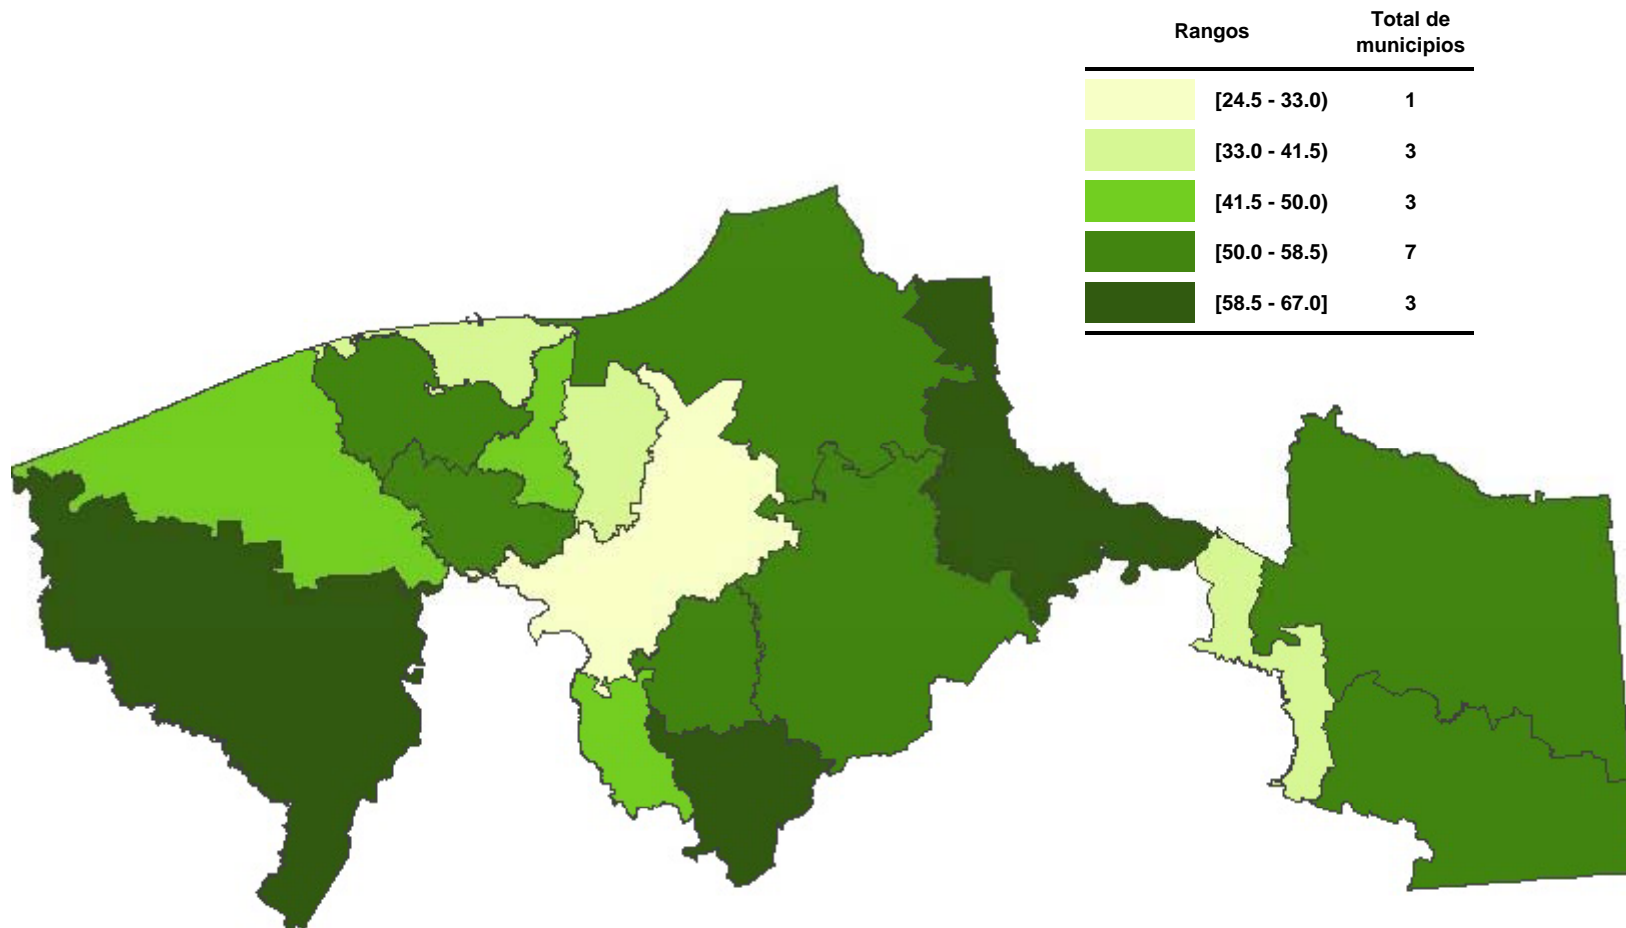 Rangos
Total de
municipios
[24.5 - 33.0) 1
[33.0 - 41.5) 3
[41.5 - 50.0) 3
[50.0 - 58.5) 7
[58.5 - 67.0] 3